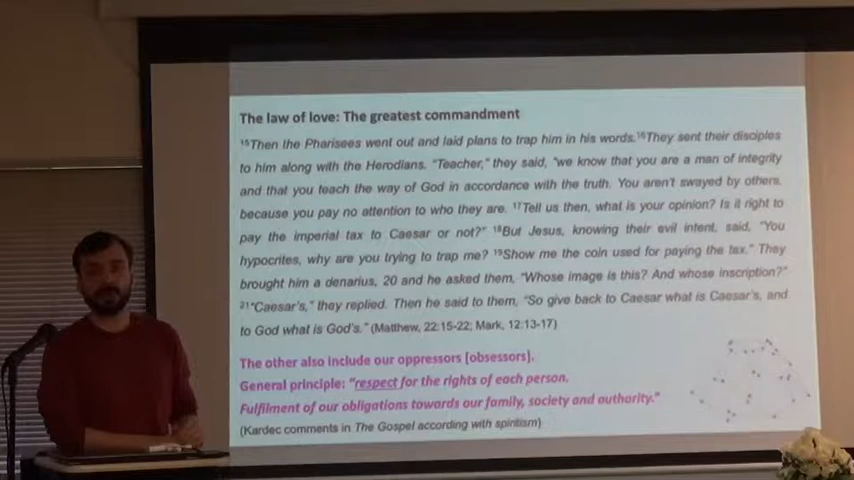 The law of love: The greatest commandment
¹⁵Then the Pharisees went out and laid plans to trap him in his words.¹⁶They sent their disciples
to him along with the Herodians. “Teacher,” they said, “we know that you are a man of integrity
and that you teach the way of God in accordance with the truth. You aren’t swayed by others,
because you pay no attention to who they are. ¹⁷Tell us then, what is your opinion? Is it right to
pay the imperial tax to Caesar or not?” ¹⁸But Jesus, knowing their evil intent, said, “You
hypocrites, why are you trying to trap me? ¹⁹Show me the coin used for paying the tax.” They
brought him a denarius, 20 and he asked them, “Whose image is this? And whose inscription?”
²¹“Caesar’s,” they replied. Then he said to them, “So give back to Caesar what is Caesar’s, and
to God what is God’s.” (Matthew, 22:15-22; Mark, 12:13-17)
The other also include our oppressors [obsessors].
General principle: “respect for the rights of each person.
Fulfilment of our obligations towards our family, society and authority.”
(Kardec comments in The Gospel according with spiritism)